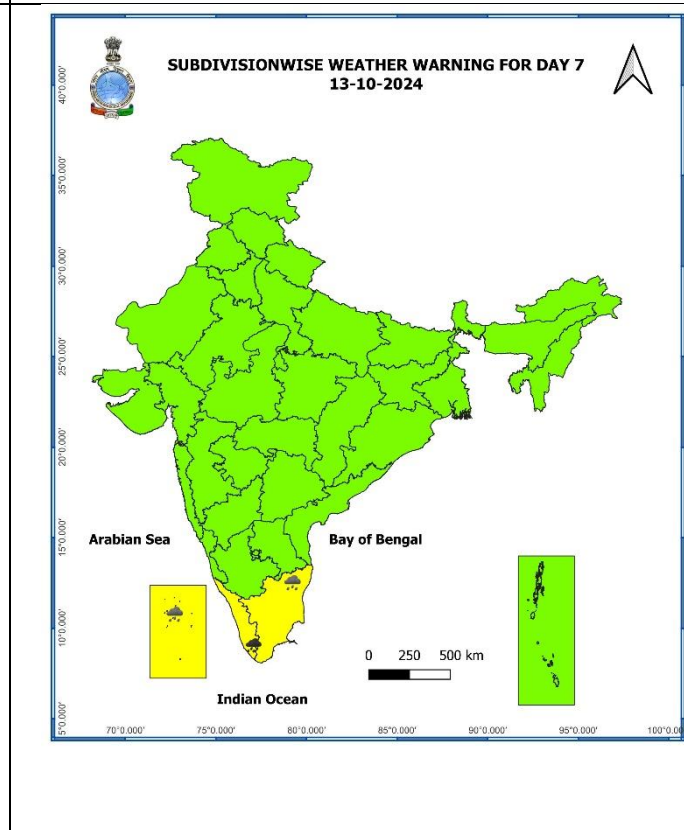 SUBDIVISIONWISE WEATHER WARNING FOR DAY 7
13-10-2024
40°0.000'
35°0.000'
30°0.000'
25°0.000'
20°0.000'
15°0.000'
10°0.000'
5°0.000'
Arabian Sea
Bay of Bengal
0 250 500 km
Indian Ocean
70°0.000' 75°0.000' 80°0.000' 85°0.000' 90°0.000' 95°0.000' 100°0.0